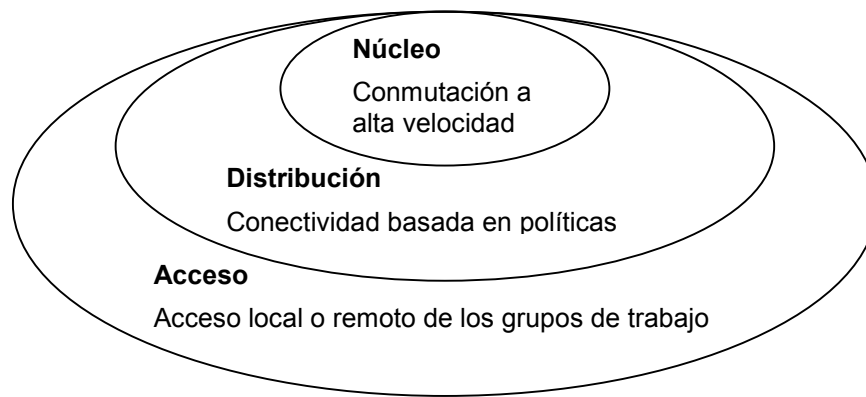 Núcleo
Conmutación a
alta velocidad
Distribución
Conectividad basada en políticas
Acceso
Acceso local o remoto de los grupos de trabajo